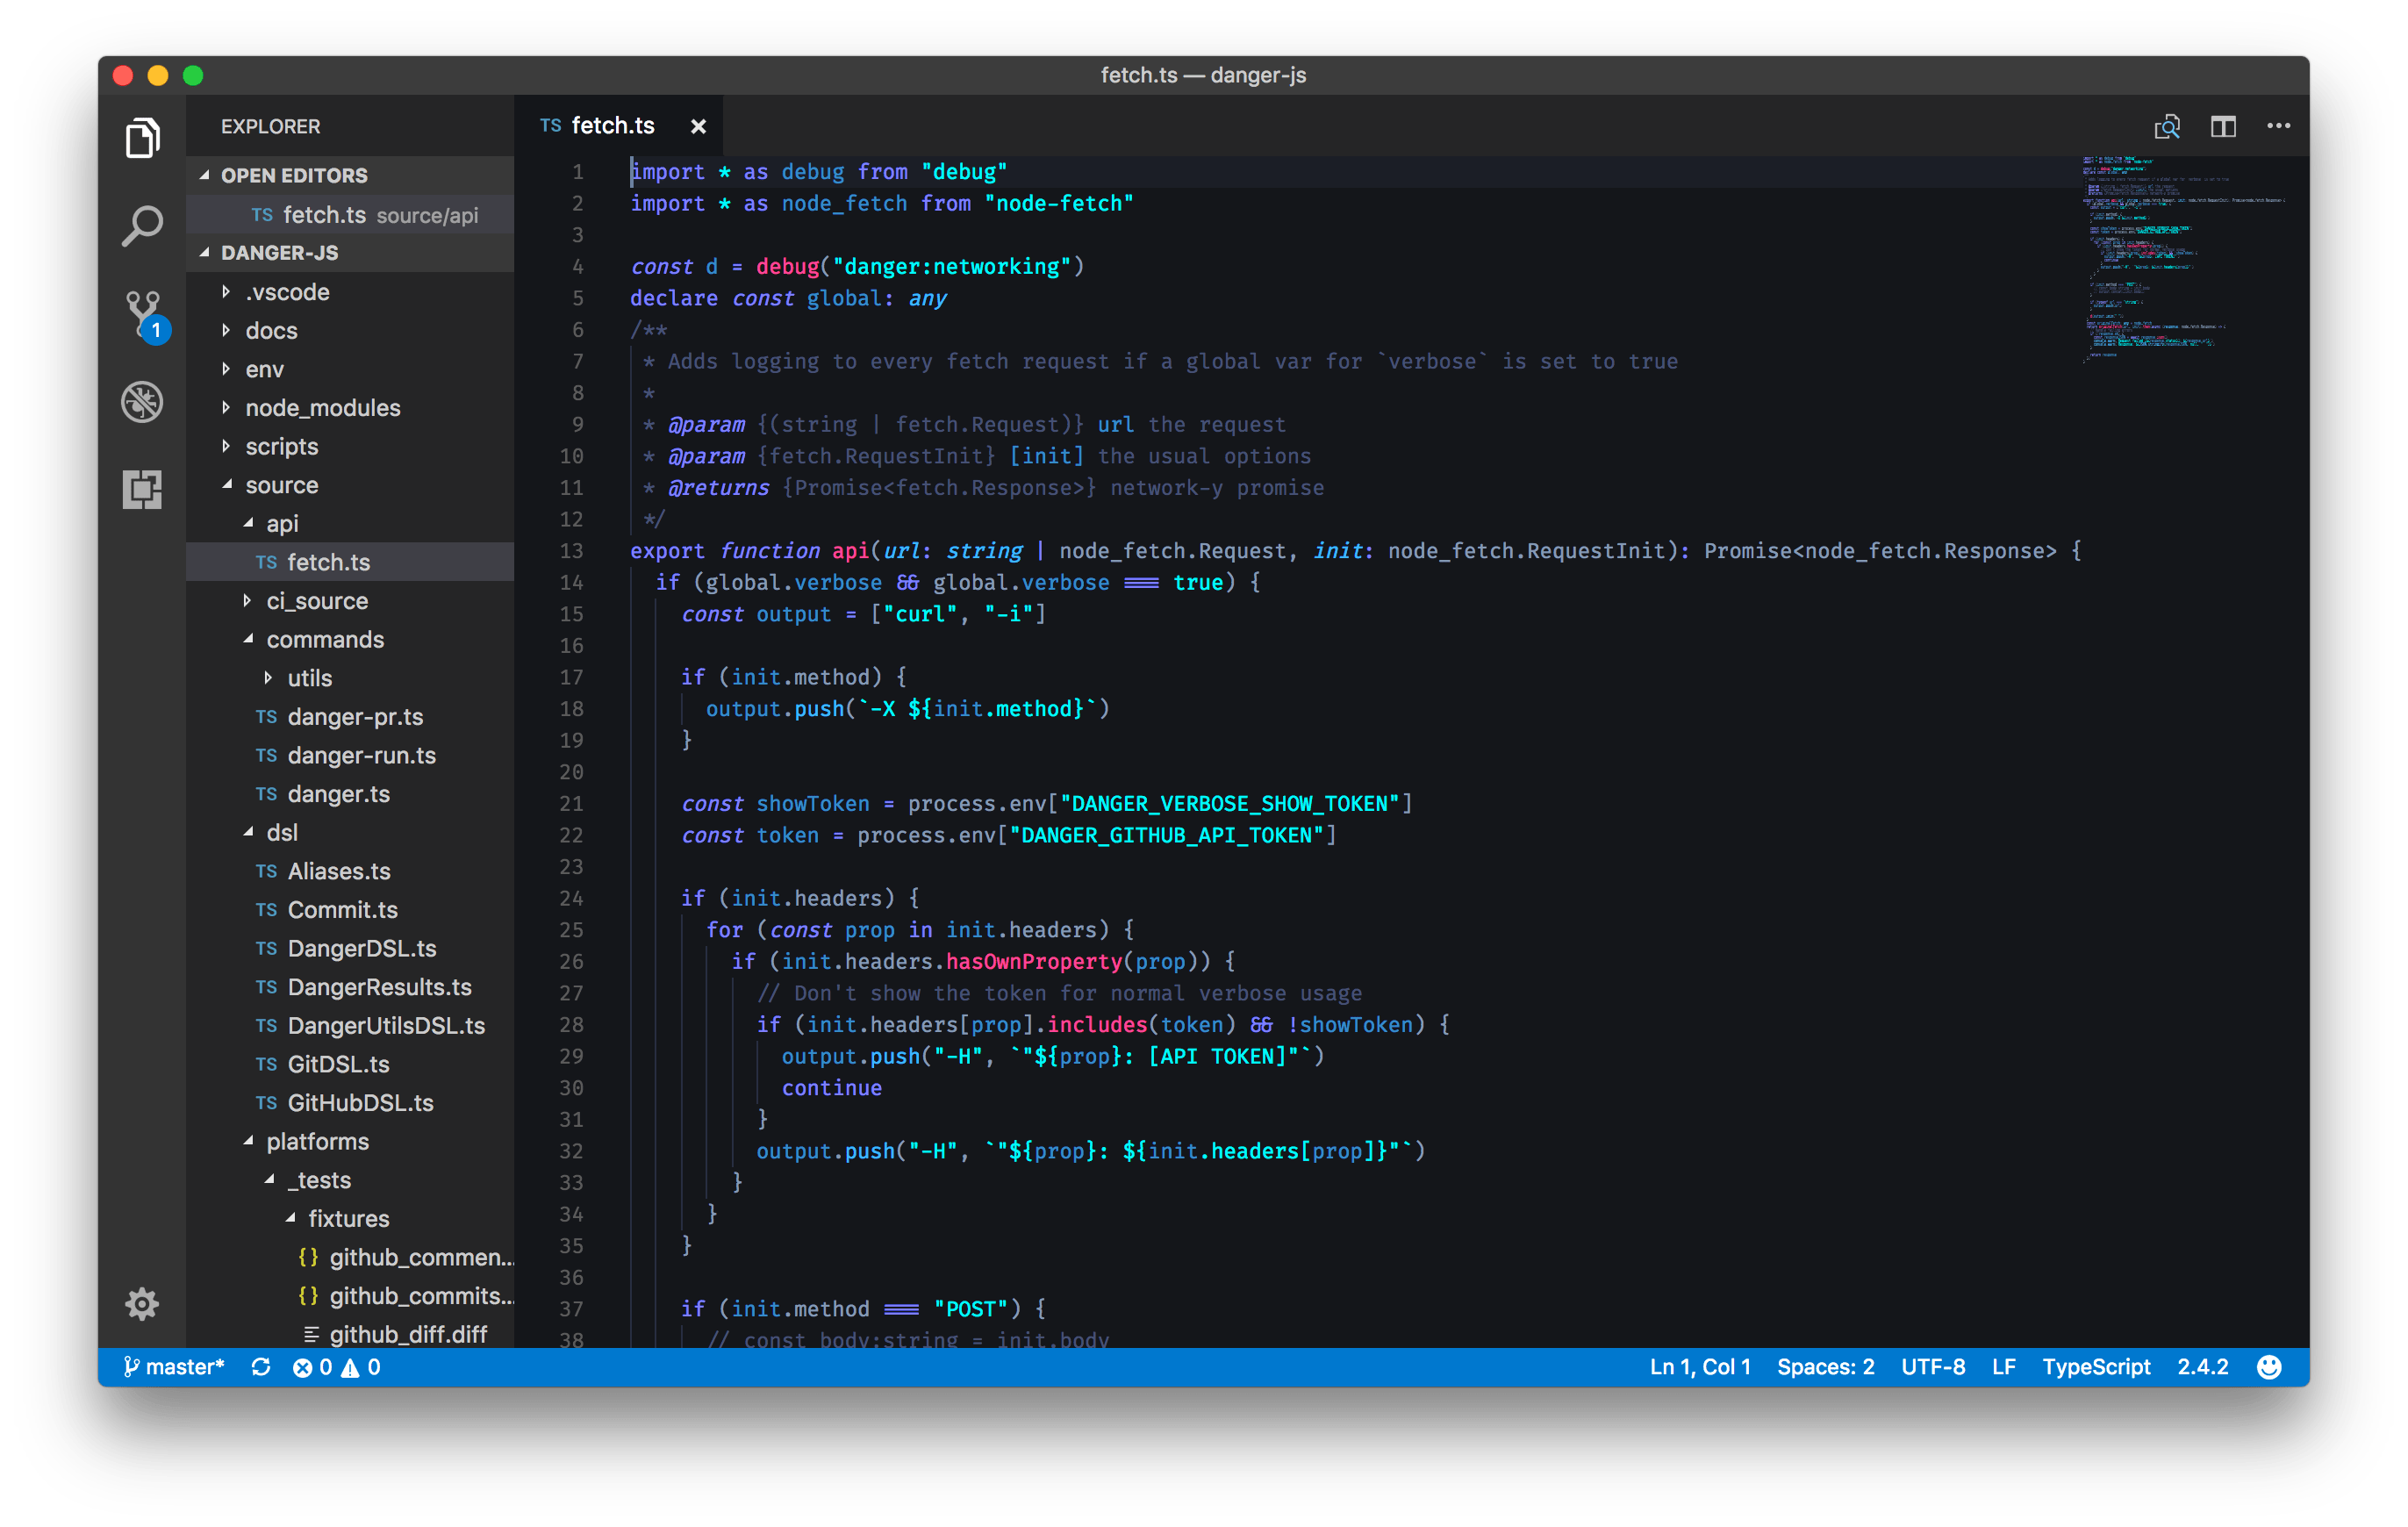 fetch.ts — danger-js
EXPLORER
OPEN EDITORS
TS fetch.ts source/api
DANGER-JS
.vscode
docs
env
node_modules
scripts
source
api
TS fetch.ts
ci_source
commands
utils
TS danger-pr.ts
TS danger-run.ts
TS danger.ts
dsl
TS Aliases.ts
TS Commit.ts
TS DangerDSL.ts
TS DangerResults.ts
TS DangerUtilsDSL.ts
TS GitDSL.ts
TS GitHubDSL.ts
platforms
_tests
fixtures
{} github_commen...
{} github_commits...
github_diff.diff
1
TS fetch.ts
1 import * as debug from "debug"
2 import * as node_fetch from "node-fetch"
3
4 const d = debug("danger:networking")
5 declare const global: any
6 /**
7  * Adds logging to every fetch request if a global var for `verbose` is set to true
8  *
9  * @param {(string | fetch.Request)} url the request
10  * @param {fetch.RequestInit} [init] the usual options
11  * @returns {Promise<fetch.Response>} network-y promise
12  */
13 export function api(url: string | node_fetch.Request, init: node_fetch.RequestInit): Promise<node_fetch.Response> {
14   if (global.verbose && global.verbose === true) {
15     const output = ["curl", "-i"]
16
17     if (init.method) {
18       output.push(`-X ${init.method}`)
19     }
20
21     const showToken = process.env["DANGER_VERBOSE_SHOW_TOKEN"]
22     const token = process.env["DANGER_GITHUB_API_TOKEN"]
23
24     if (init.headers) {
25       for (const prop in init.headers) {
26         if (init.headers.hasOwnProperty(prop)) {
27           // Don't show the token for normal verbose usage
28           if (init.headers[prop].includes(token) && !showToken) {
29             output.push("-H", `"${prop}: [API TOKEN]"`)
30             continue
31           }
32           output.push("-H", `"${prop}: ${init.headers[prop]}"`)
33         }
34       }
35     }
36
37     if (init.method === "POST") {
38       // const body:string = init.body
master* 0 0
Ln 1, Col 1 Spaces: 2 UTF-8 LF TypeScript 2.4.2